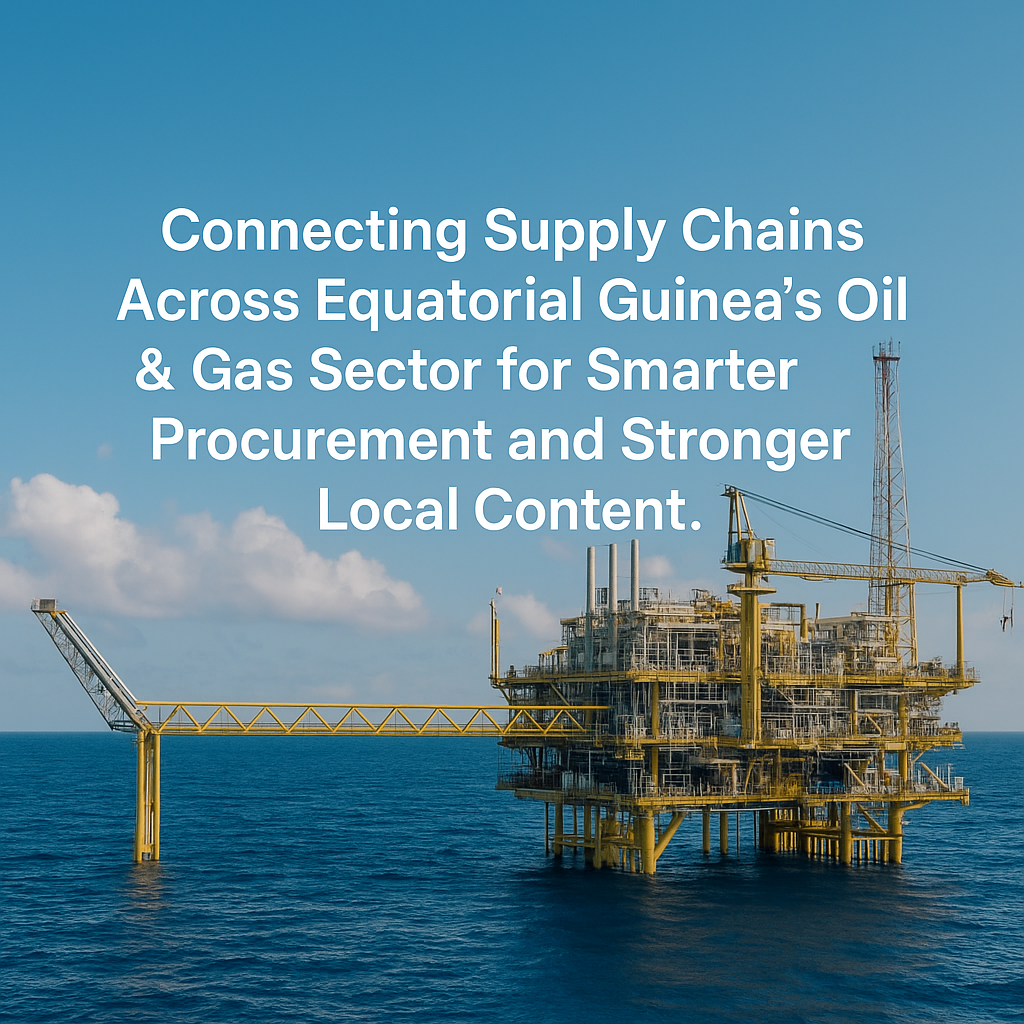 Connecting Supply Chains
Across Equatorial Guinea’s Oil
& Gas Sector for Smarter
Procurement and Stronger
Local Content.